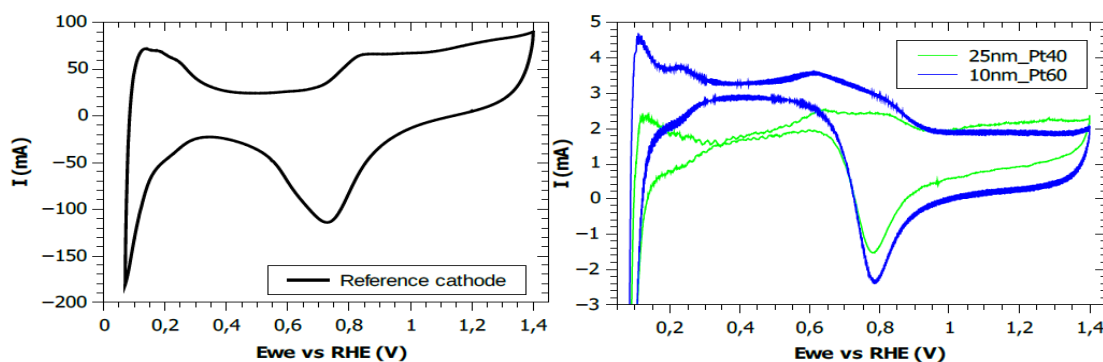 I (mA)
100
50
0
−50
−100
−150
−200
Reference cathode
0 0,2 0,4 0,6 0,8 1 1,2 1,4
Ewe vs RHE (V)
I (mA)
5
4
3
2
1
0
−1
−2
−3
25nm_Pt40
10nm_Pt60
0,2 0,4 0,6 0,8 1 1,2 1,4
Ewe vs RHE (V)